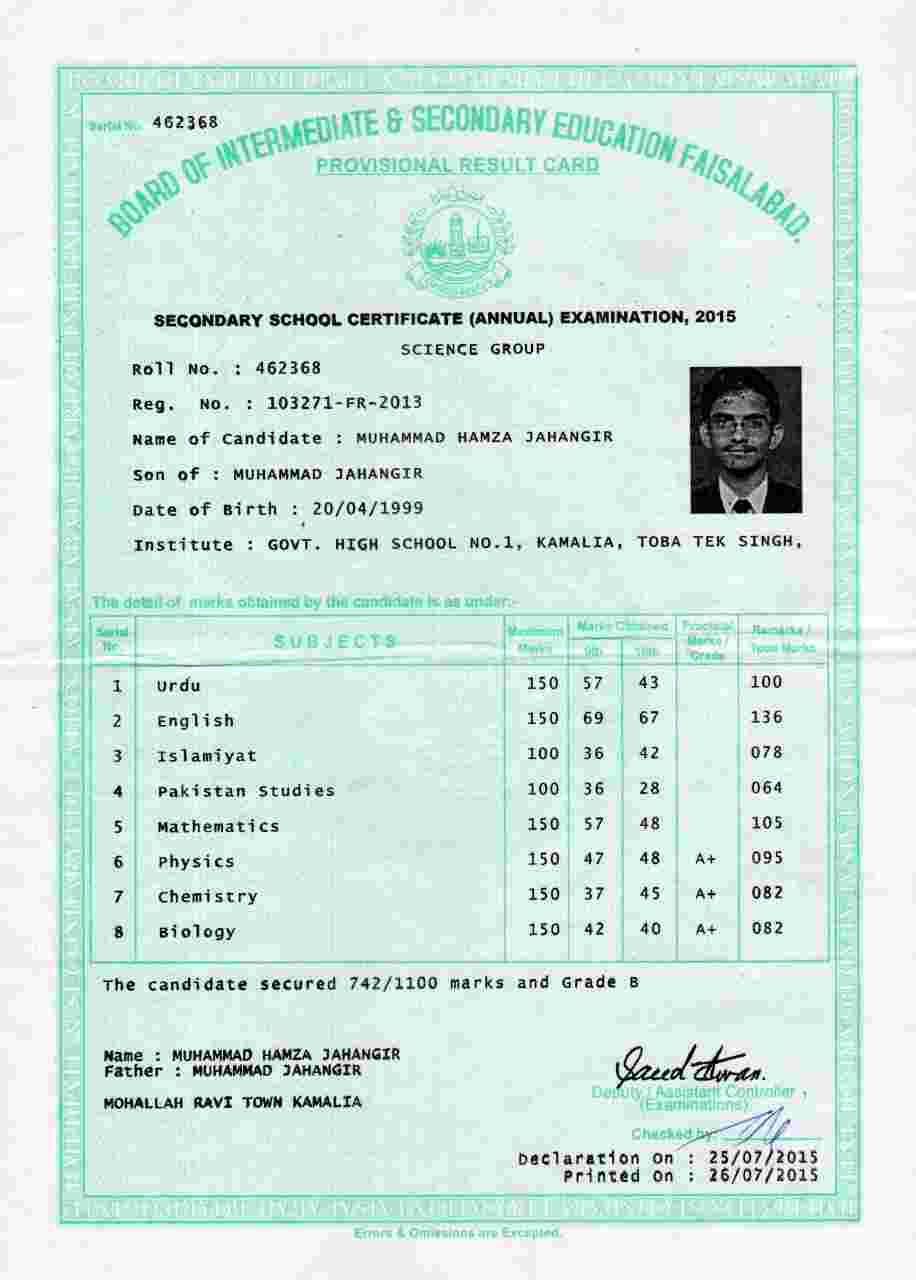 Serial No. 462368
BOARD OF INTERMEDIATE & SECONDARY EDUCATION FAISALABAD.
PROVISIONAL RESULT CARD
SECONDARY SCHOOL CERTIFICATE (ANNUAL) EXAMINATION, 2015
SCIENCE GROUP
Roll No. : 462368
Reg. No. : 103271-FR-2013
Name of Candidate : MUHAMMAD HAMZA JAHANGIR
Son of : MUHAMMAD JAHANGIR
Date of Birth : 20/04/1999
Institute : GOVT. HIGH SCHOOL NO.1, KAMALIA, TOBA TEK SINGH,
The detail of marks obtained by the candidate is as under:-
Serial Nr. SUBJECTS Maximum Marks Marks Obtained 9th 10th Practical Marks / Grade Remarks / Total Marks
1 Urdu 150 57 43 100
2 English 150 69 67 136
3 Islamiyat 100 36 42 078
4 Pakistan Studies 100 36 28 064
5 Mathematics 150 57 48 105
6 Physics 150 47 48 A+ 095
7 Chemistry 150 37 45 A+ 082
8 Biology 150 42 40 A+ 082
The candidate secured 742/1100 marks and Grade B
Name : MUHAMMAD HAMZA JAHANGIR
Father : MUHAMMAD JAHANGIR
MOHALLAH RAVI TOWN KAMALIA
Deputy / Assistant Controller
(Examinations)
Checked by
Declaration On : 25/07/2015
Printed On : 26/07/2015
Errors & Omissions are Excepted.